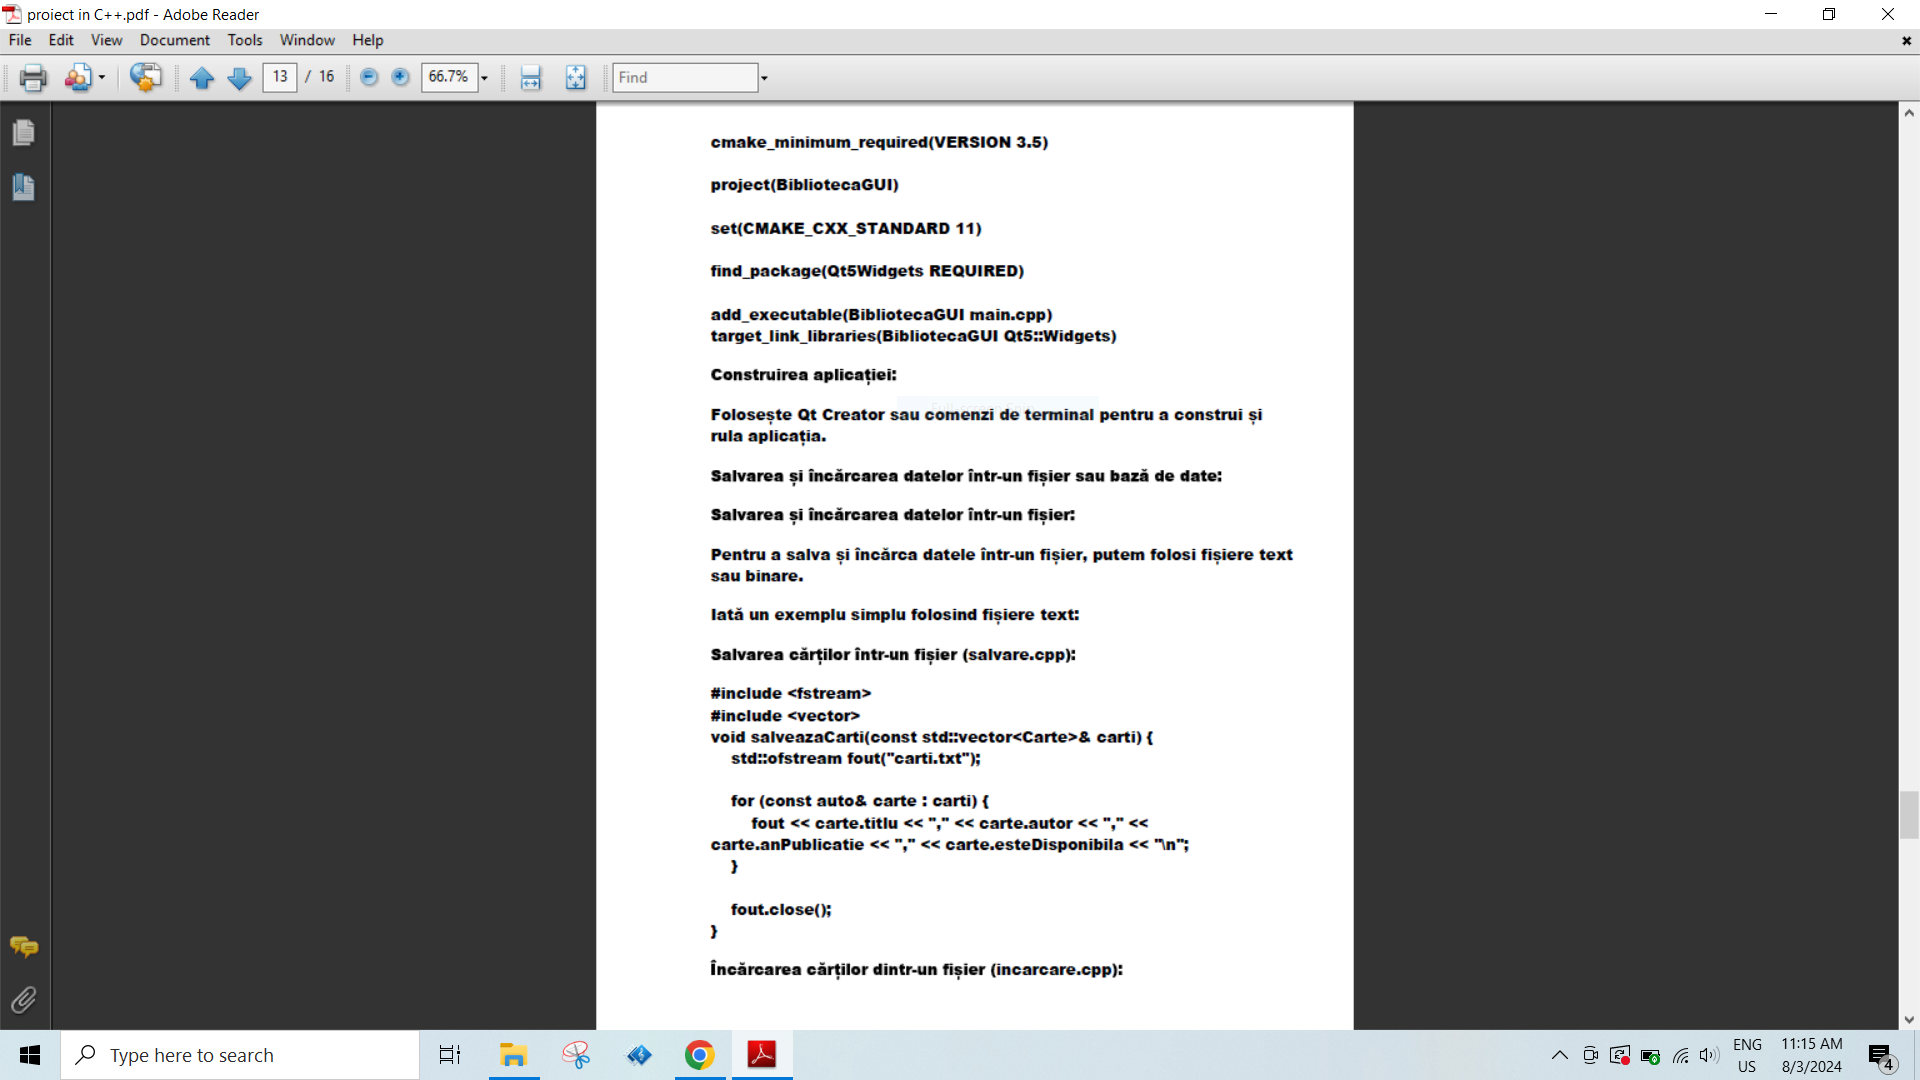 proiect in C++.pdf - Adobe Reader
File Edit View Document Tools Window Help
13 / 16 66.7% Find
cmake_minimum_required(VERSION 3.5)
project(BibliotecaGUI)
set(CMAKE_CXX_STANDARD 11)
find_package(Qt5Widgets REQUIRED)
add_executable(BibliotecaGUI main.cpp)
target_link_libraries(BibliotecaGUI Qt5::Widgets)
Construirea aplicației:
Folosește Qt Creator sau comenzi de terminal pentru a construi și
rula aplicația.
Salvarea și încărcarea datelor într-un fișier sau bază de date:
Salvarea și încărcarea datelor într-un fișier:
Pentru a salva și încărca datele într-un fișier, putem folosi fișiere text
sau binare.
Iată un exemplu simplu folosind fișiere text:
Salvarea cărților într-un fișier (salvare.cpp):
#include <fstream>
#include <vector>
void salveazaCarti(const std::vector<Carte>& carti) {
std::ofstream fout("carti.txt");
for (const auto& carte : carti) {
fout << carte.titlu << "," << carte.autor << "," <<
carte.anPublicatie << "," << carte.esteDisponibila << "\n";
}
fout.close();
}
Încărcarea cărților dintr-un fișier (incarcare.cpp):
Type here to search
ENG
US
11:15 AM
8/3/2024
4